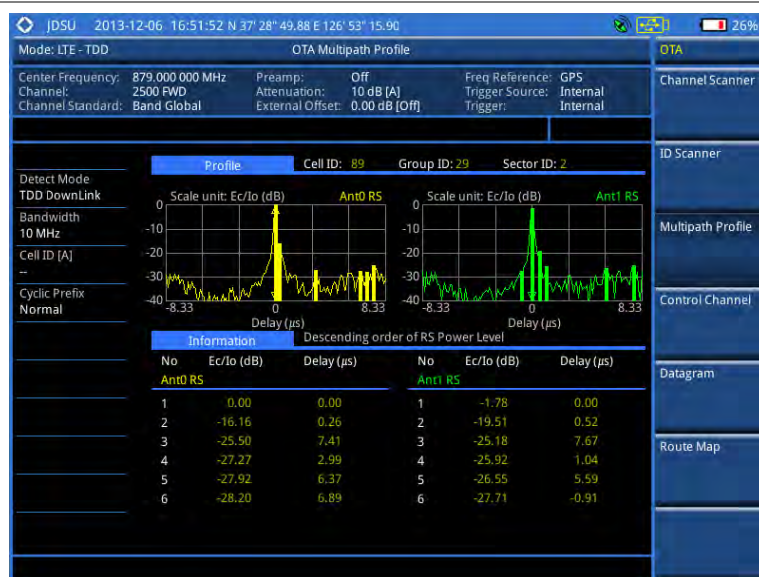 JDSU 2013-12-06 16:51:52 N 37' 28" 49.88 E 126' 53" 15.90 26%
Mode: LTE - TDD OTA Multipath Profile OTA
Center Frequency: 879.000 000 MHz Preamp: Off Freq Reference: GPS
Channel: 2500 FWD Attenuation: 10 dB [A] Trigger Source: Internal
Channel Standard: Band Global External Offset: 0.00 dB [Off] Trigger: Internal
Channel Scanner
ID Scanner
Multipath Profile
Control Channel
Datagram
Route Map
Detect Mode
TDD DownLink
Bandwidth
10 MHz
Cell ID [A]
--
Cyclic Prefix
Normal
Profile Cell ID: 89 Group ID: 29 Sector ID: 2
Scale unit: Ec/Io (dB) Ant0 RS
0
-10
-20
-30
-40
-8.33 0 8.33
Delay (µs)
Scale unit: Ec/Io (dB) Ant1 RS
0
-10
-20
-30
-40
-8.33 0 8.33
Delay (µs)
Information Descending order of RS Power Level
No Ec/Io (dB) Delay (µs) No Ec/Io (dB) Delay (µs)
Ant0 RS Ant1 RS
1 0.00 0.00 1 -1.78 0.00
2 -16.16 0.26 2 -19.51 0.52
3 -25.50 7.41 3 -25.18 7.67
4 -27.27 2.99 4 -25.92 1.04
5 -27.92 6.37 5 -26.55 5.59
6 -28.20 6.89 6 -27.71 -0.91